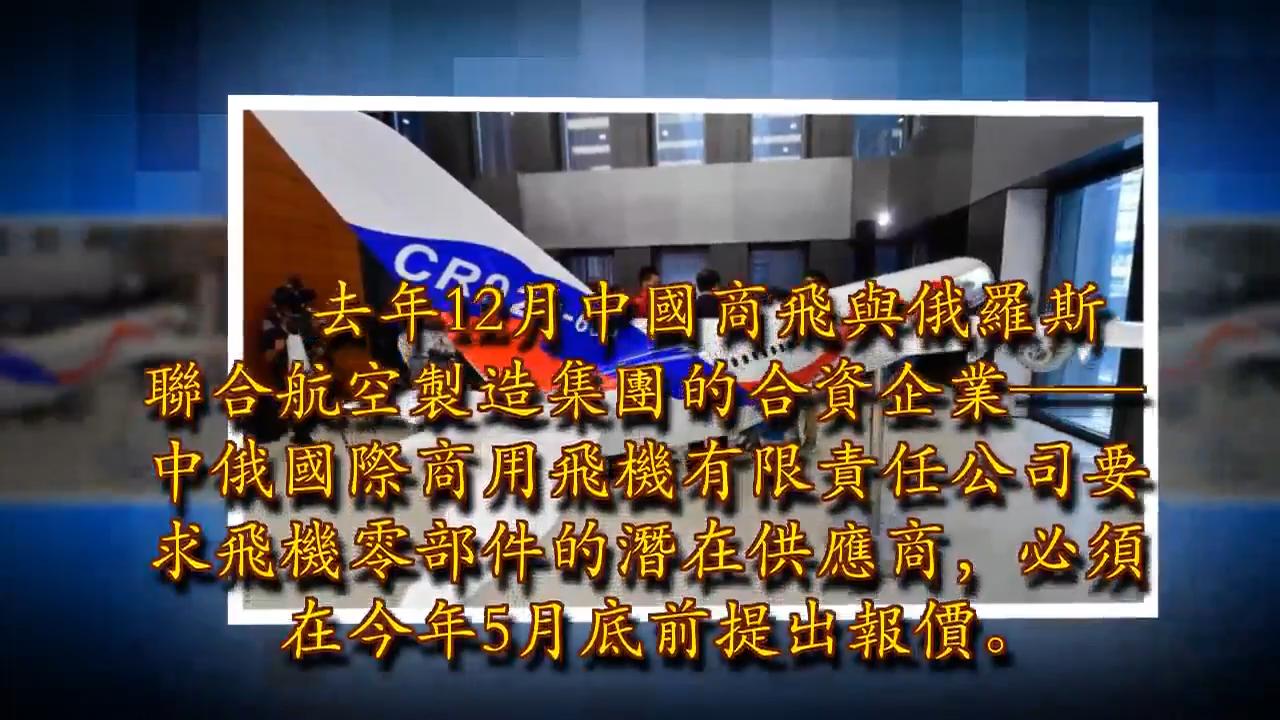 CR929-60
去年12月中國商飛與俄羅斯
聯合航空製造集團的合資企業——
中俄國際商用飛機有限責任公司要
求飛機零部件的潛在供應商，必須
在今年5月底前提出報價。